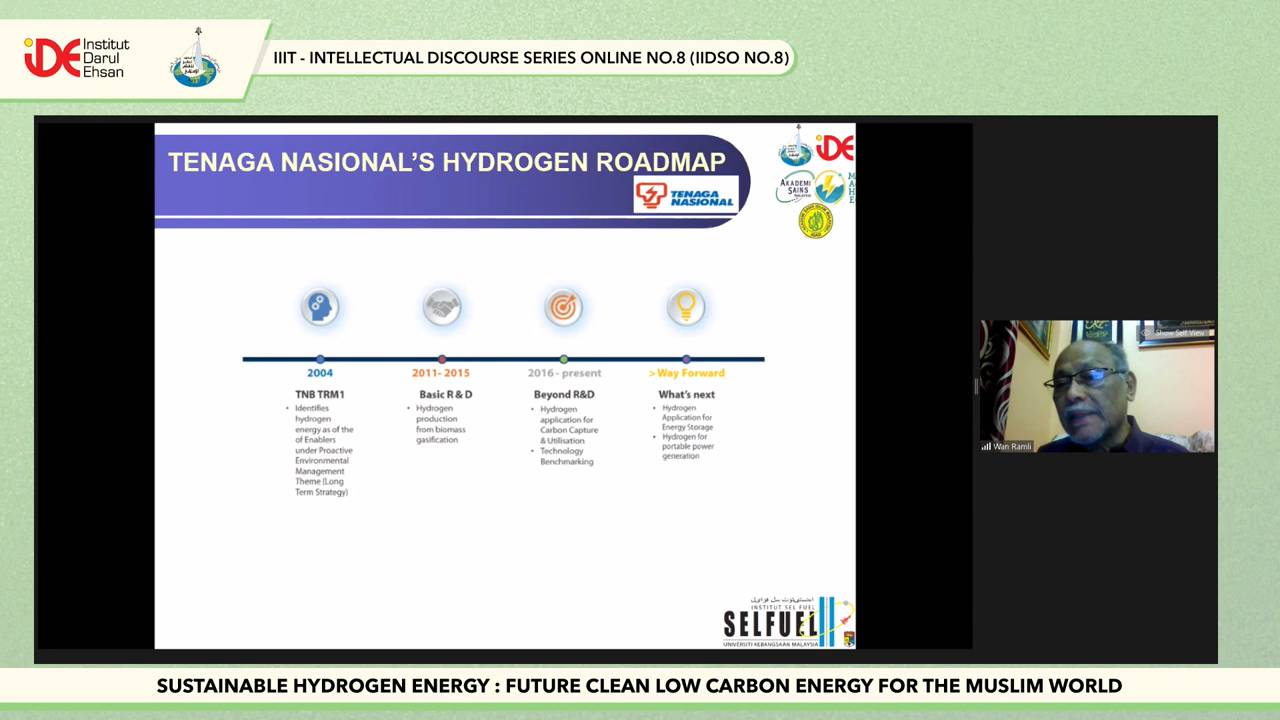 iDE Institut
Darul
Ehsan
IIIT - INTELLECTUAL DISCOURSE SERIES ONLINE NO.8 (IIDSO NO.8)
TENAGA NASIONAL'S HYDROGEN ROADMAP
TENAGA
NASIONAL
iDE
AKADEMI
SAINS
2004
TNB TRM1
• Identifies
hydrogen
energy as of the
of Enablers
under Proactive
Environmental
Management
Theme (Long
Term Strategy)
2011- 2015
Basic R & D
• Hydrogen
production
from biomass
gasification
2016 - present
Beyond R&D
• Hydrogen
application for
Carbon Capture
& Utilisation
• Technology
Benchmarking
> Way Forward
What's next
• Hydrogen
Application for
Energy Storage
• Hydrogen for
portable power
generation
Show Self View
Wan Ramli
INSTITUT SEL FUEL
SELFUEL
UNIVERSITI KEBANGSAAN MALAYSIA
SUSTAINABLE HYDROGEN ENERGY : FUTURE CLEAN LOW CARBON ENERGY FOR THE MUSLIM WORLD